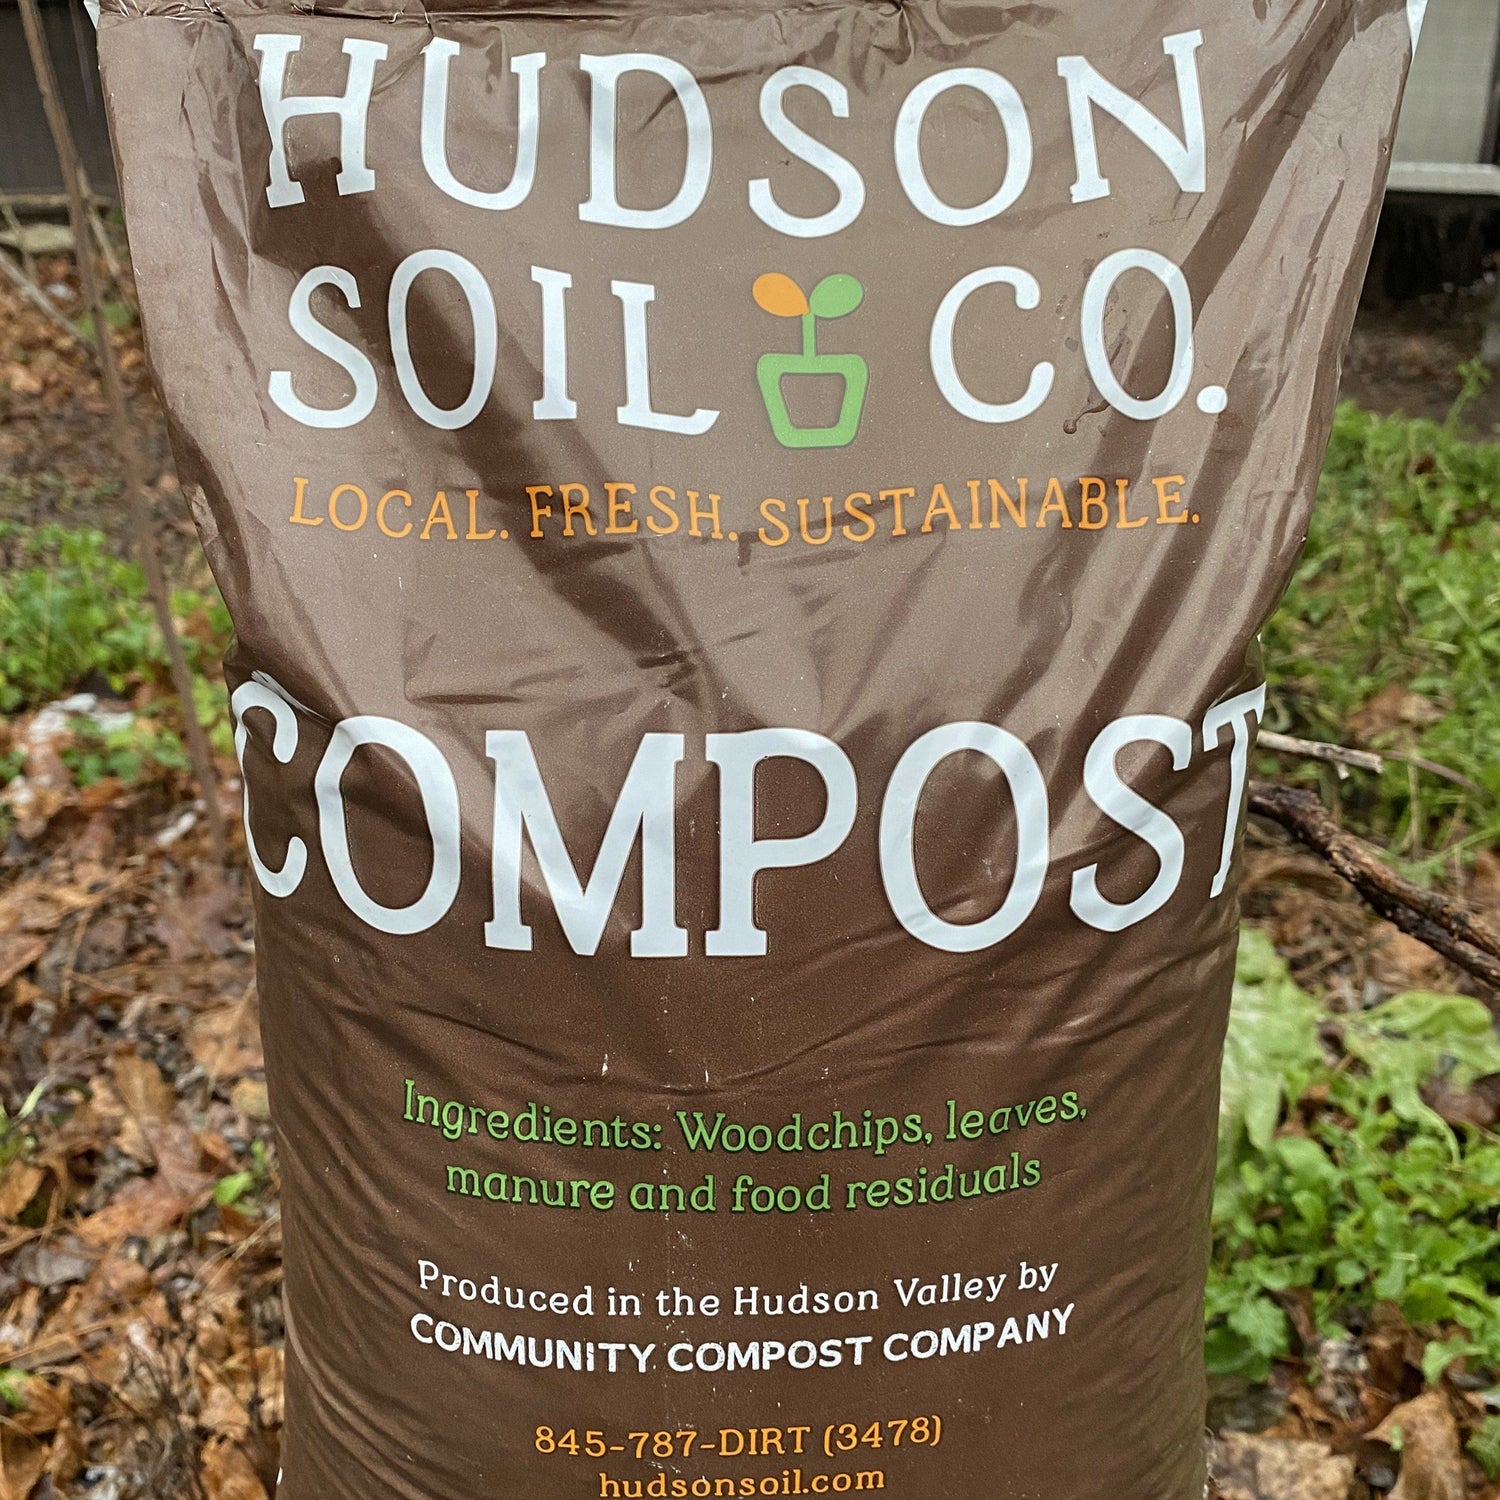 HUDSON
SOIL CO.
LOCAL. FRESH. SUSTAINABLE.
COMPOST
Ingredients: Woodchips, leaves,
manure and food residuals
Produced in the Hudson Valley by
COMMUNITY COMPOST COMPANY
845-787-DIRT (3478)
hudsonsoil.com